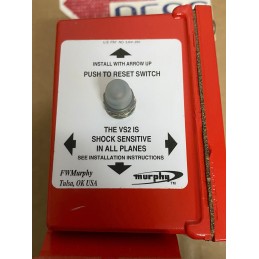 INSTALL WITH ARROW UP
PUSH TO RESET SWITCH
THE VS2 IS
SHOCK SENSITIVE
IN ALL PLANES
SEE INSTALLATION INSTRUCTIONS
FWMurphy
Tulsa, OK USA
murphy
TM